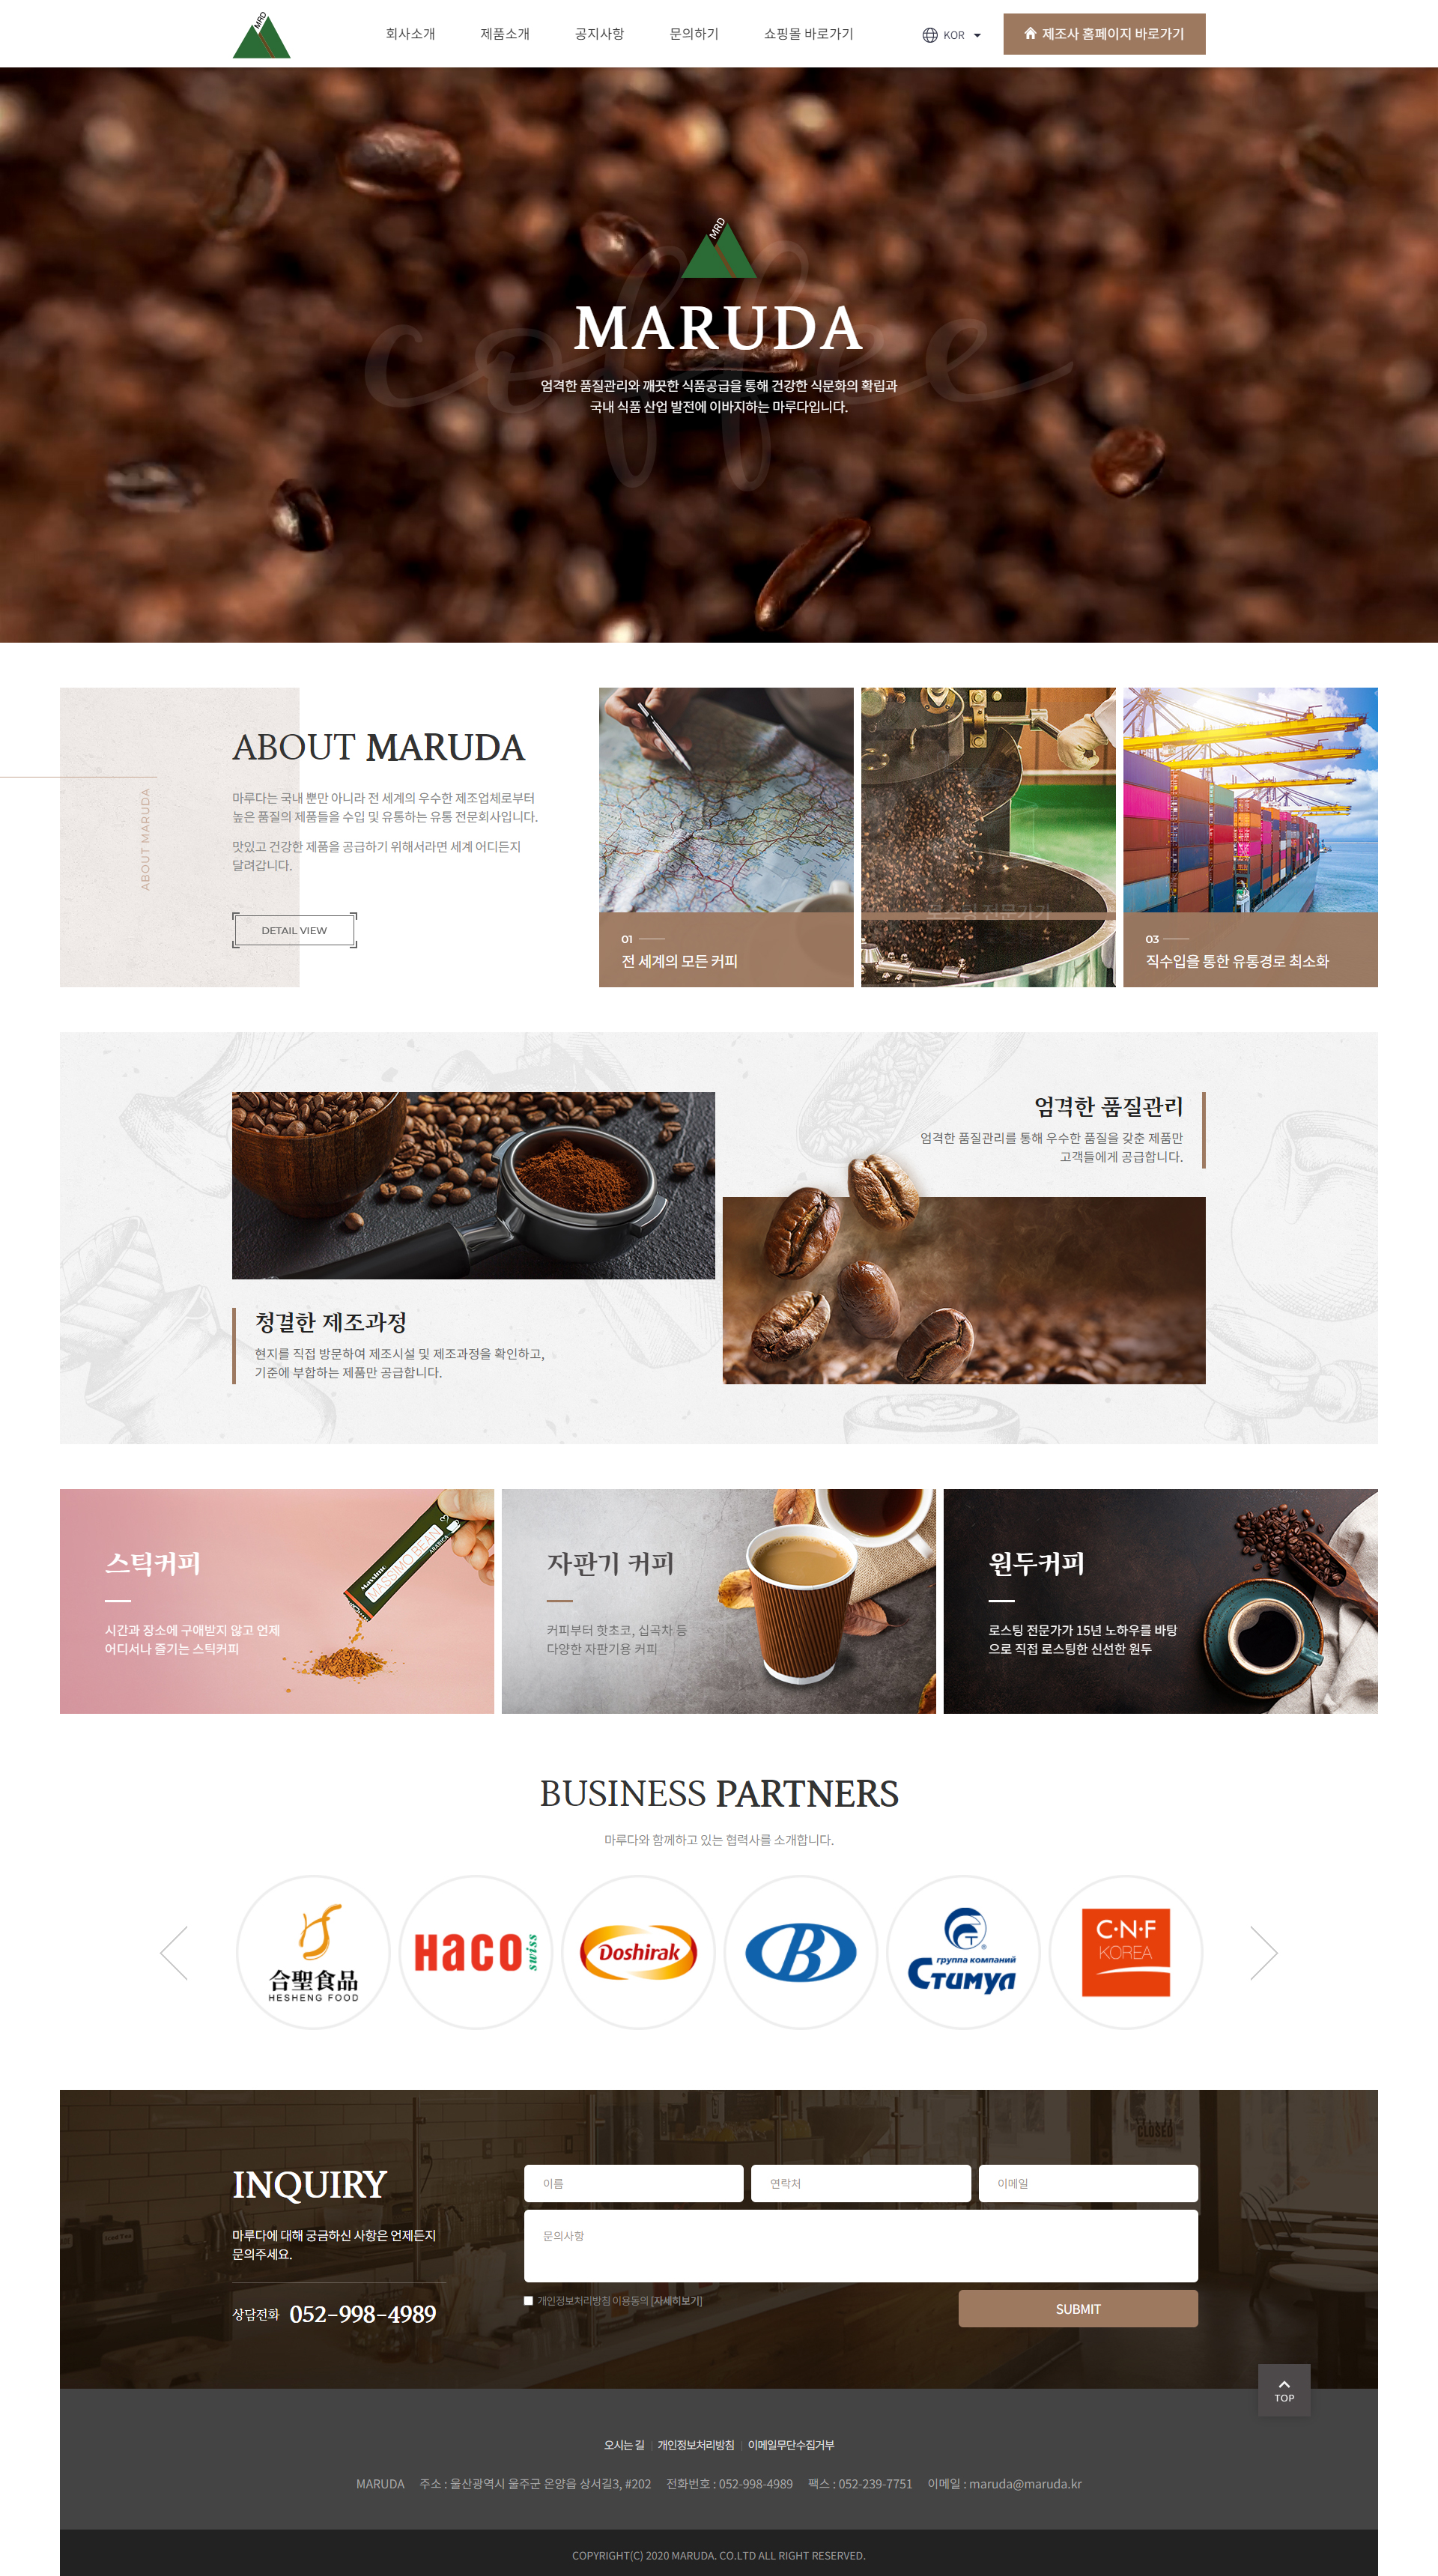 MRD
회사소개
제품소개
공지사항
문의하기
쇼핑몰 바로가기
KOR
제조사 홈페이지 바로가기
coffee
MRD
MARUDA
엄격한 품질관리와 깨끗한 식품공급을 통해 건강한 식문화의 확립과
국내 식품 산업 발전에 이바지하는 마루다입니다.
ABOUT MARUDA
ABOUT MARUDA
마루다는 국내 뿐만 아니라 전 세계의 우수한 제조업체로부터
높은 품질의 제품들을 수입 및 유통하는 유통 전문회사입니다.
맛있고 건강한 제품을 공급하기 위해서라면 세계 어디든지
달려갑니다.
DETAIL VIEW
01
전 세계의 모든 커피
03
직수입을 통한 유통경로 최소화
엄격한 품질관리
엄격한 품질관리를 통해 우수한 품질을 갖춘 제품만
고객들에게 공급합니다.
청결한 제조과정
현지를 직접 방문하여 제조시설 및 제조과정을 확인하고,
기준에 부합하는 제품만 공급합니다.
스틱커피
시간과 장소에 구애받지 않고 언제
어디서나 즐기는 스틱커피
Massimo
MASSIMO BEAN
ARABICA
자판기 커피
커피부터 핫초코, 십곡차 등
다양한 자판기용 커피
원두커피
로스팅 전문가가 15년 노하우를 바탕
으로 직접 로스팅한 신선한 원두
BUSINESS PARTNERS
마루다와 함께하고 있는 협력사를 소개합니다.
合聖食品
HESHENG FOOD
HACO swiss
Doshirak
B
группа компаний
Стимул
C·N·F
KOREA
CLOSED
INQUIRY
마루다에 대해 궁금하신 사항은 언제든지
문의주세요.
상담전화 052-998-4989
이름
연락처
이메일
문의사항
개인정보처리방침 이용동의 [자세히보기]
SUBMIT
TOP
오시는 길 | 개인정보처리방침 | 이메일무단수집거부
MARUDA 주소 : 울산광역시 울주군 온양읍 상서길3, #202 전화번호 : 052-998-4989 팩스 : 052-239-7751 이메일 : maruda@maruda.kr
COPYRIGHT(C) 2020 MARUDA. CO.LTD ALL RIGHT RESERVED.